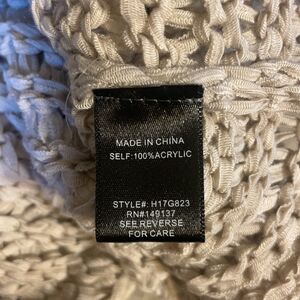 MADE IN CHINA
SELF:100%ACRYLIC
STYLE#: H17G823
RN#149137
SEE REVERSE
FOR CARE